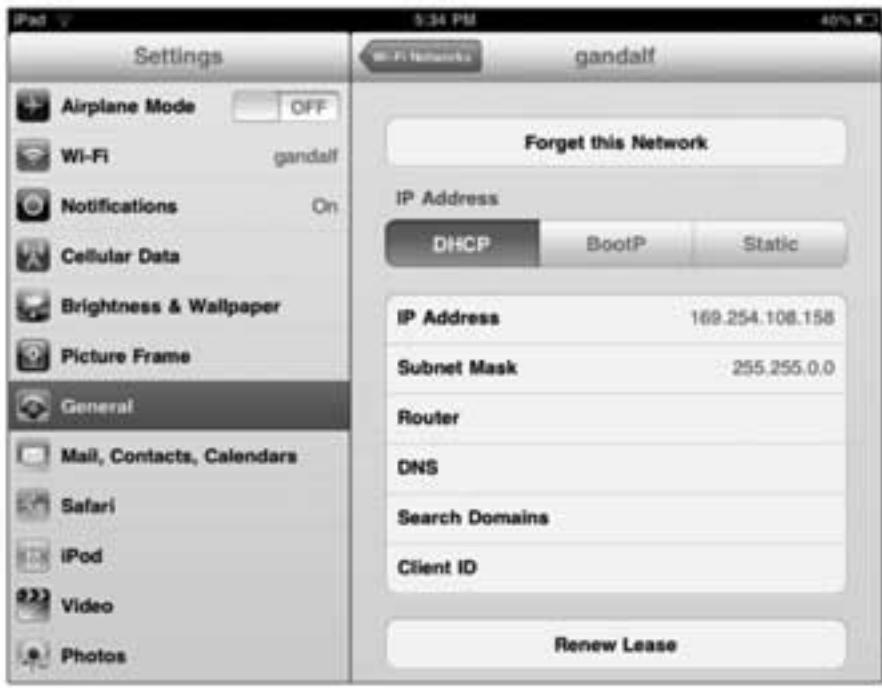 iPad 5:34 PM 40%
Settings
Airplane Mode OFF
Wi-Fi gandalf
Notifications On
Cellular Data
Brightness & Wallpaper
Picture Frame
General
Mail, Contacts, Calendars
Safari
iPod
Video
Photos
Wi-Fi Networks gandalf
Forget this Network
IP Address
DHCP BootP Static
IP Address 169.254.108.158
Subnet Mask 255.255.0.0
Router
DNS
Search Domains
Client ID
Renew Lease